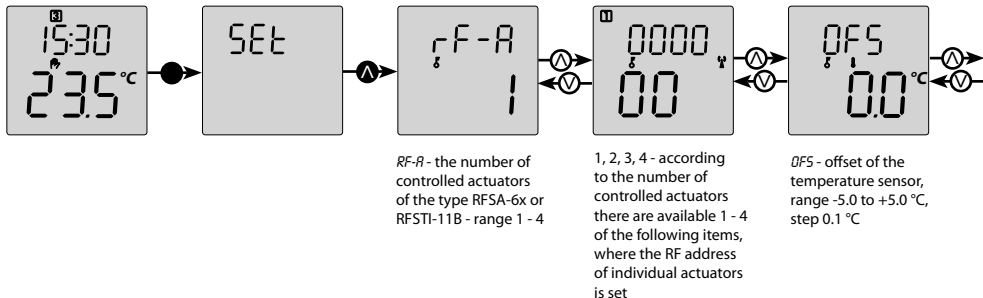 3
15:30
23.5 °C
SEt
rF-A
1
1
0000
00
OFS
0.0 °C
RF-A - the number of
controlled actuators
of the type RFSA-6x or
RFSTI-11B - range 1 - 4
1, 2, 3, 4 - according
to the number of
controlled actuators
there are available 1 - 4
of the following items,
where the RF address
of individual actuators
is set
OFS - offset of the
temperature sensor,
range -5.0 to +5.0 °C,
step 0.1 °C